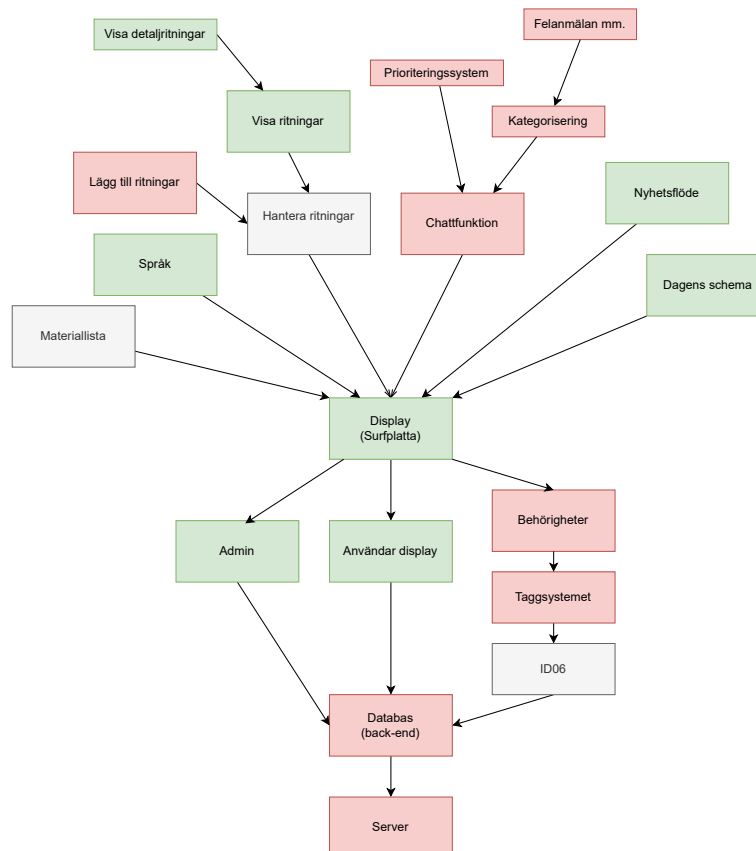 Felanmälan mm.
Visa detaljritningar
Prioriteringssystem
Visa ritningar
Kategorisering
Lägg till ritningar
Hantera ritningar
Chattfunktion
Nyhetsflöde
Språk
Dagens schema
Materiallista
Display
(Surfplatta)
Behörigheter
Admin
Användar display
Taggsystemet
ID06
Databas
(back-end)
Server